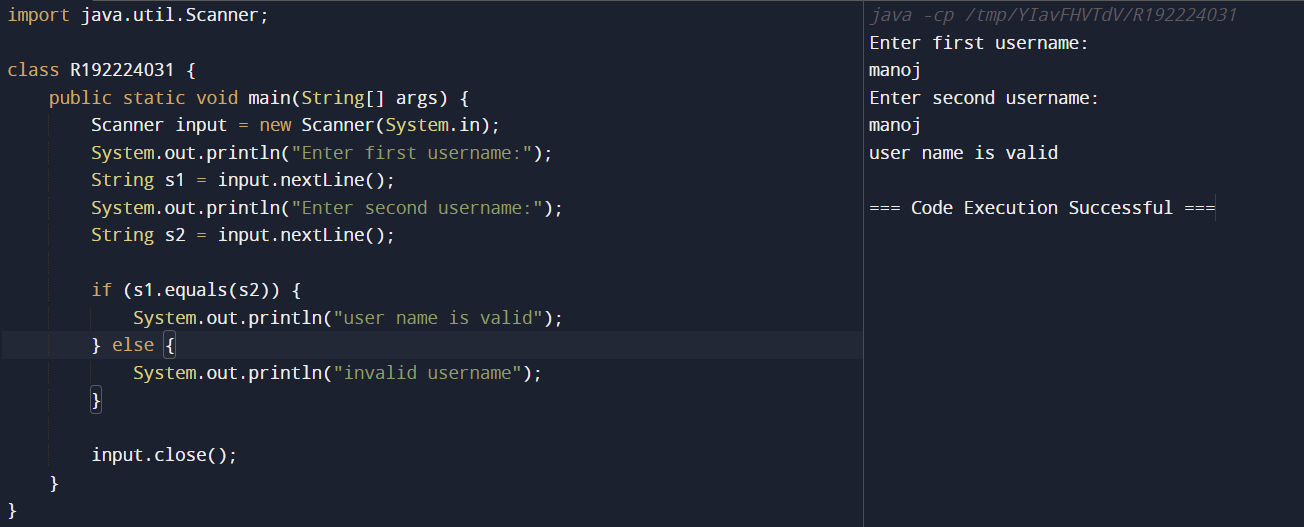 import java.util.Scanner;
class R192224031 {
    public static void main(String[] args) {
        Scanner input = new Scanner(System.in);
        System.out.println("Enter first username:");
        String s1 = input.nextLine();
        System.out.println("Enter second username:");
        String s2 = input.nextLine();
        if (s1.equals(s2)) {
            System.out.println("user name is valid");
        } else {
            System.out.println("invalid username");
        }
        input.close();
    }
}
java -cp /tmp/YIavFHVTdV/R192224031
Enter first username:
manoj
Enter second username:
manoj
user name is valid
=== Code Execution Successful ===